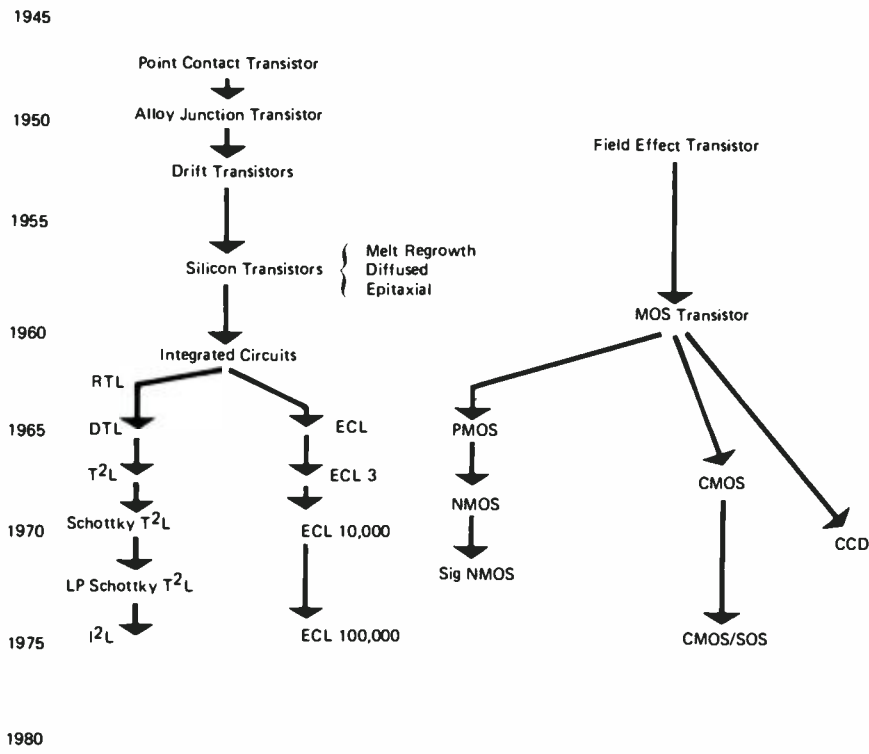 1945
Point Contact Transistor
1950
Alloy Junction Transistor
Field Effect Transistor
Drift Transistors
1955
Silicon Transistors
Melt Regrowth
Diffused
Epitaxial
MOS Transistor
1960
Integrated Circuits
RTL
1965
DTL
ECL
PMOS
T²L
ECL 3
CMOS
NMOS
1970
Schottky T²L
ECL 10,000
CCD
Sig NMOS
LP Schottky T²L
1975
I²L
ECL 100,000
CMOS/SOS
1980